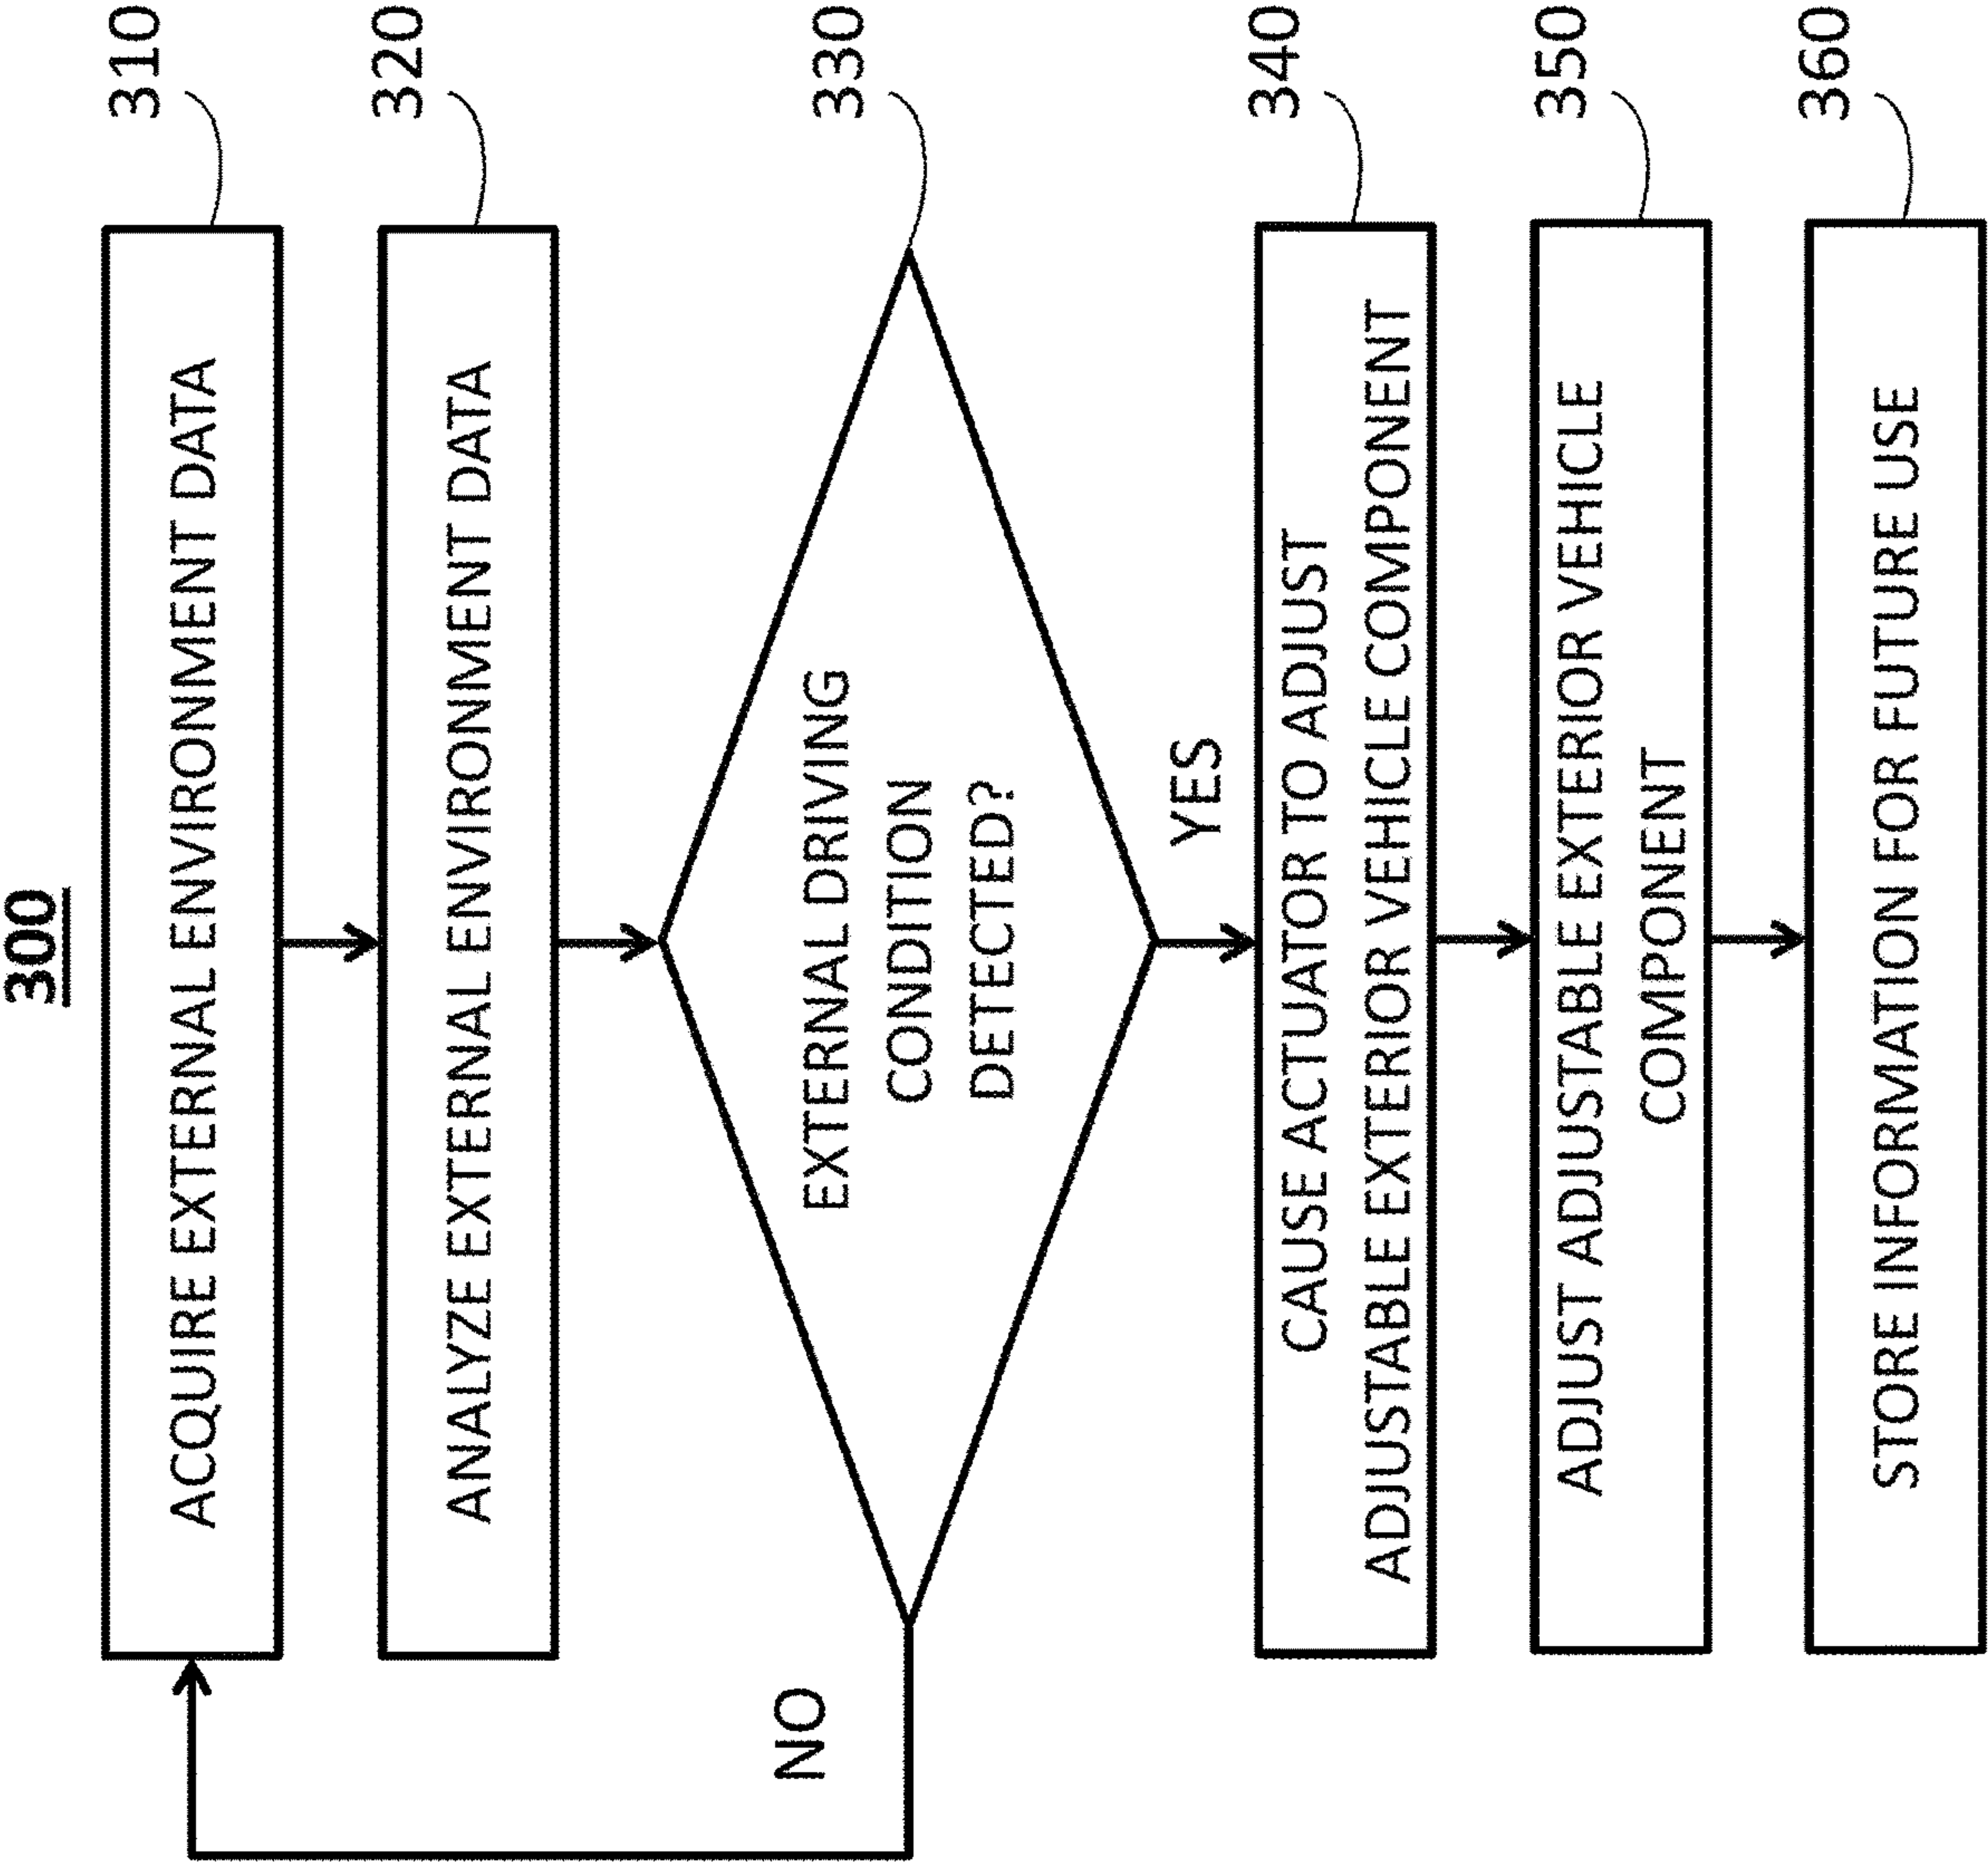 300
ACQUIRE EXTERNAL ENVIRONMENT DATA
310
ANALYZE EXTERNAL ENVIRONMENT DATA
320
EXTERNAL DRIVING
CONDITION
DETECTED?
330
NO
YES
CAUSE ACTUATOR TO ADJUST
ADJUSTABLE EXTERIOR VEHICLE COMPONENT
340
ADJUST ADJUSTABLE EXTERIOR VEHICLE
COMPONENT
350
STORE INFORMATION FOR FUTURE USE
360